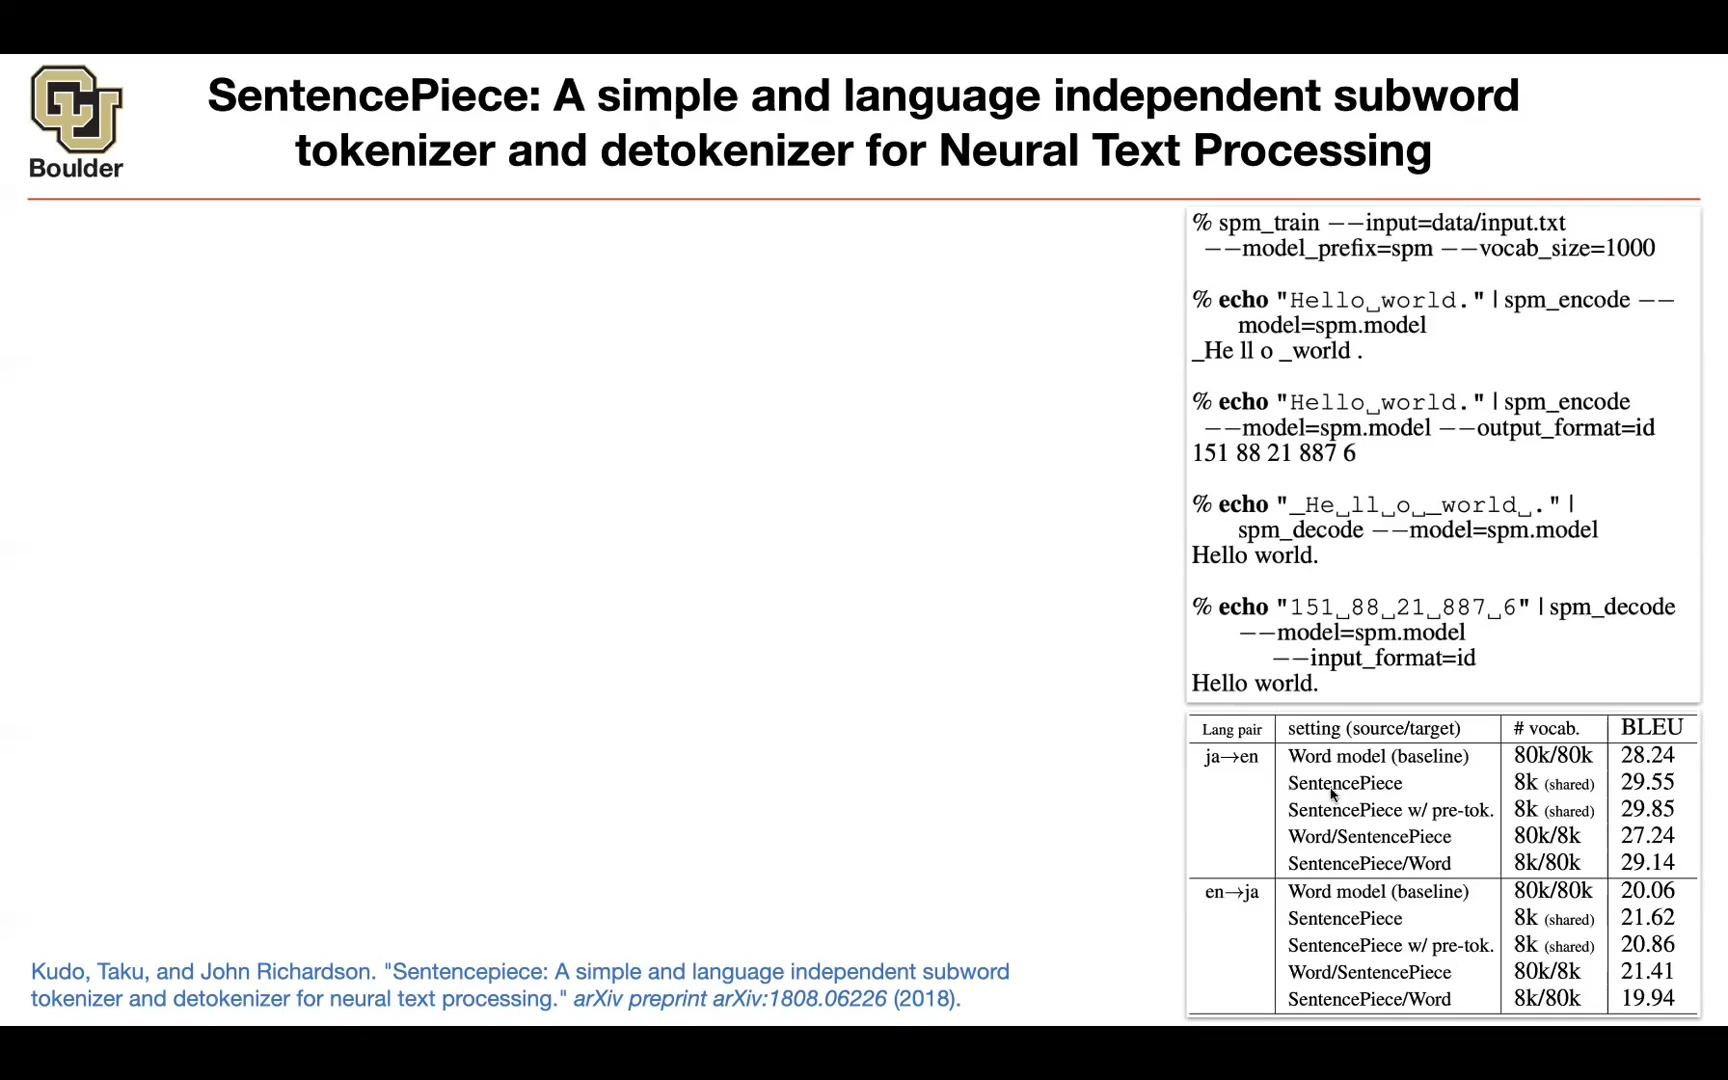 SentencePiece: A simple and language independent subword
tokenizer and detokenizer for Neural Text Processing
Boulder
% spm_train −−input=data/input.txt
−−model_prefix=spm −−vocab_size=1000
% echo "Hello␣world." | spm_encode −−
model=spm.model
_He ll o _world .
% echo "Hello␣world." | spm_encode
−−model=spm.model −−output_format=id
151 88 21 887 6
% echo "_He␣ll␣o␣_world␣." |
spm_decode −−model=spm.model
Hello world.
% echo "151␣88␣21␣887␣6" | spm_decode
−−model=spm.model
−−input_format=id
Hello world.
Lang pair setting (source/target) # vocab. BLEU
ja→en Word model (baseline) 80k/80k 28.24
SentencePiece 8k (shared) 29.55
SentencePiece w/ pre-tok. 8k (shared) 29.85
Word/SentencePiece 80k/8k 27.24
SentencePiece/Word 8k/80k 29.14
en→ja Word model (baseline) 80k/80k 20.06
SentencePiece 8k (shared) 21.62
SentencePiece w/ pre-tok. 8k (shared) 20.86
Word/SentencePiece 80k/8k 21.41
SentencePiece/Word 8k/80k 19.94
Kudo, Taku, and John Richardson. "Sentencepiece: A simple and language independent subword
tokenizer and detokenizer for neural text processing." arXiv preprint arXiv:1808.06226 (2018).